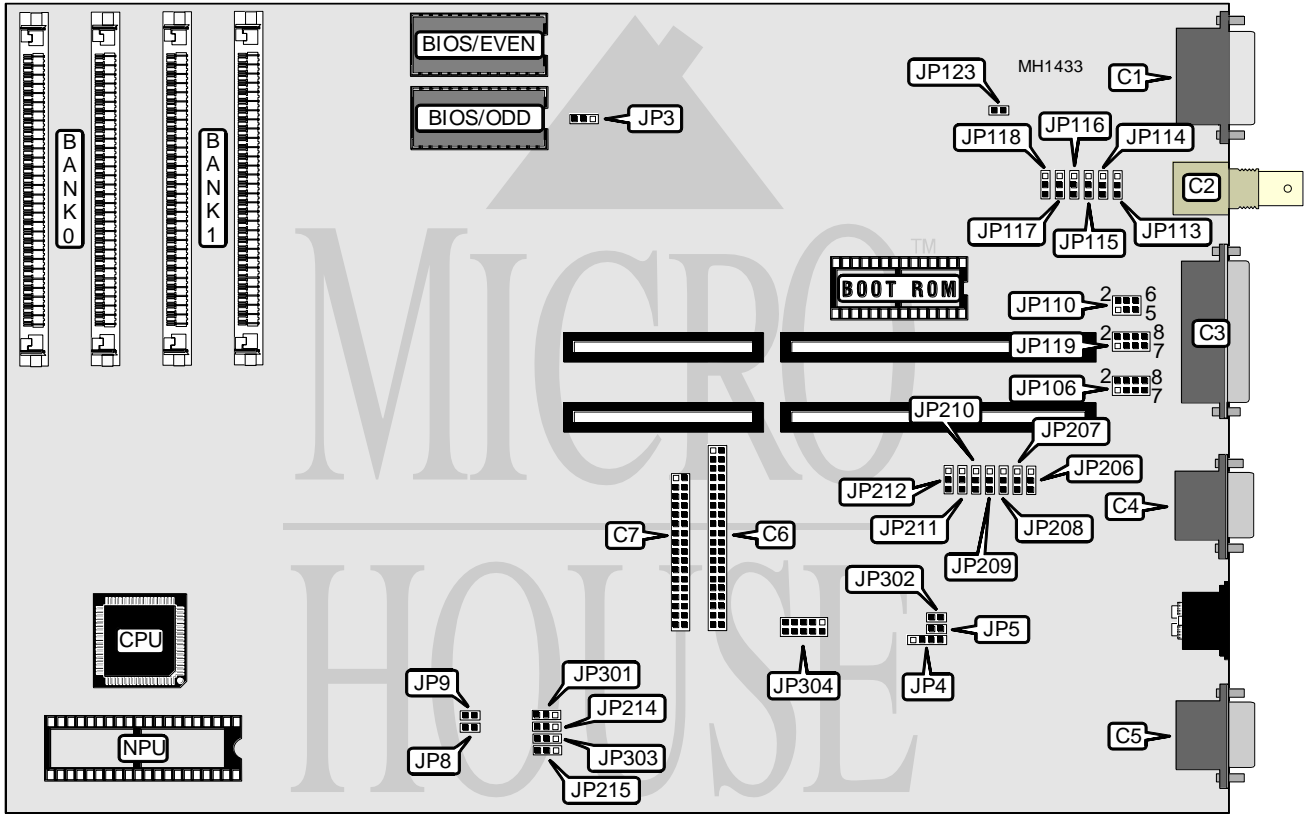 BIOS/EVEN
BIOS/ODD
JP3
BANK0
BANK1
MH1433
JP123
C1
JP118
JP116
JP114
C2
JP117
JP115
JP113
MICRO™
HOUSE
BOOT ROM
JP110
2 6
5
JP119
2 8
7
C3
JP106
2 8
7
JP210
JP207
JP212
JP206
JP211
JP208
JP209
C4
C7
C6
JP302
JP5
JP304
JP4
CPU
NPU
JP9
JP8
JP301
JP214
JP303
JP215
C5